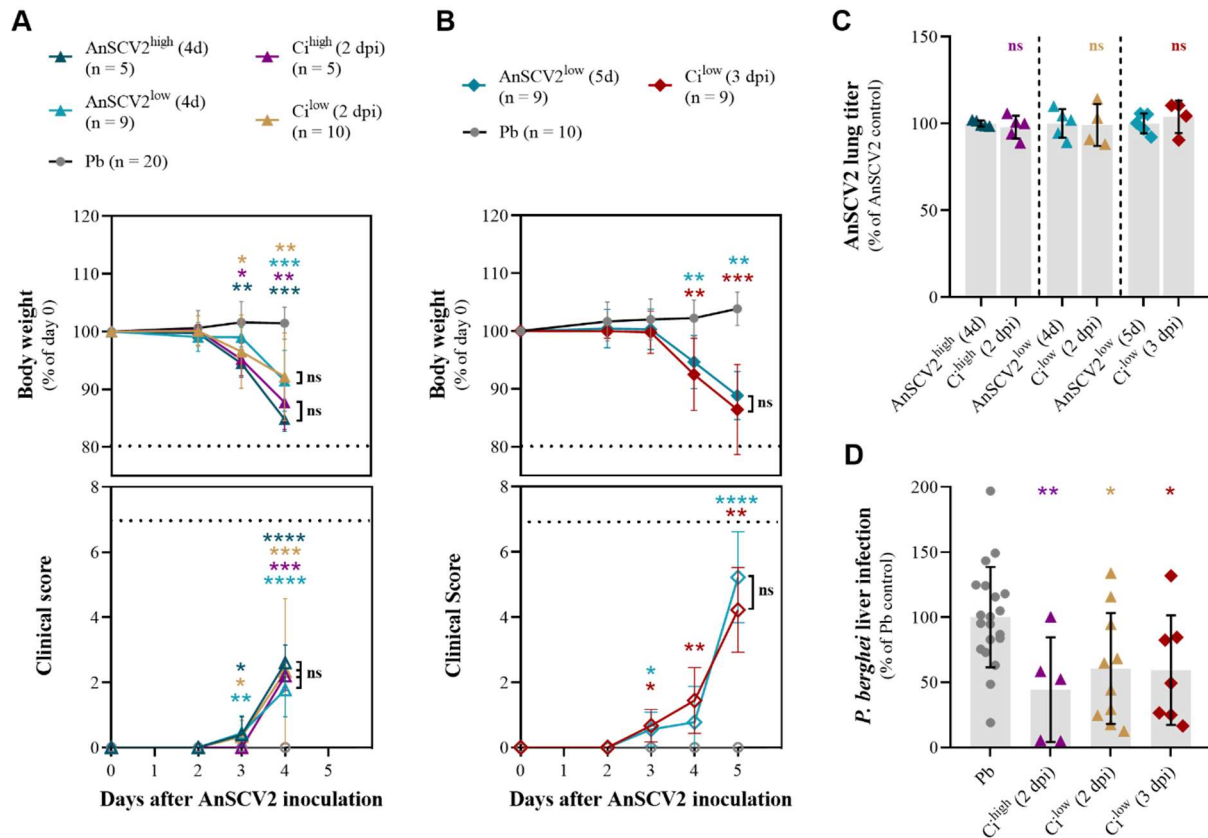 A
AnSCV2high (4d)
(n = 5)
Cihigh (2 dpi)
(n = 5)
AnSCV2low (4d)
(n = 9)
Cilow (2 dpi)
(n = 10)
Pb (n = 20)
120
110
100
90
80
Body weight
(% of day 0)
*
*
**
**
***
**
***
ns
ns
8
6
4
2
0
Clinical score
*
*
**
****
***
***
****
ns
0 1 2 3 4 5
Days after AnSCV2 inoculation
B
AnSCV2low (5d)
(n = 9)
Cilow (3 dpi)
(n = 9)
Pb (n = 10)
120
110
100
90
80
Body weight
(% of day 0)
**
**
**
***
ns
8
6
4
2
0
Clinical Score
*
*
**
****
**
ns
0 1 2 3 4 5
Days after AnSCV2 inoculation
C
150
100
50
0
AnSCV2 lung titer
(% of AnSCV2 control)
ns ns ns
AnSCV2high (4d)
Cihigh (2 dpi)
AnSCV2low (4d)
Cilow (2 dpi)
AnSCV2low (5d)
Cilow (3 dpi)
D
200
150
100
50
0
P. berghei liver infection
(% of Pb control)
** * *
Pb
Cihigh (2 dpi)
Cilow (2 dpi)
Cilow (3 dpi)